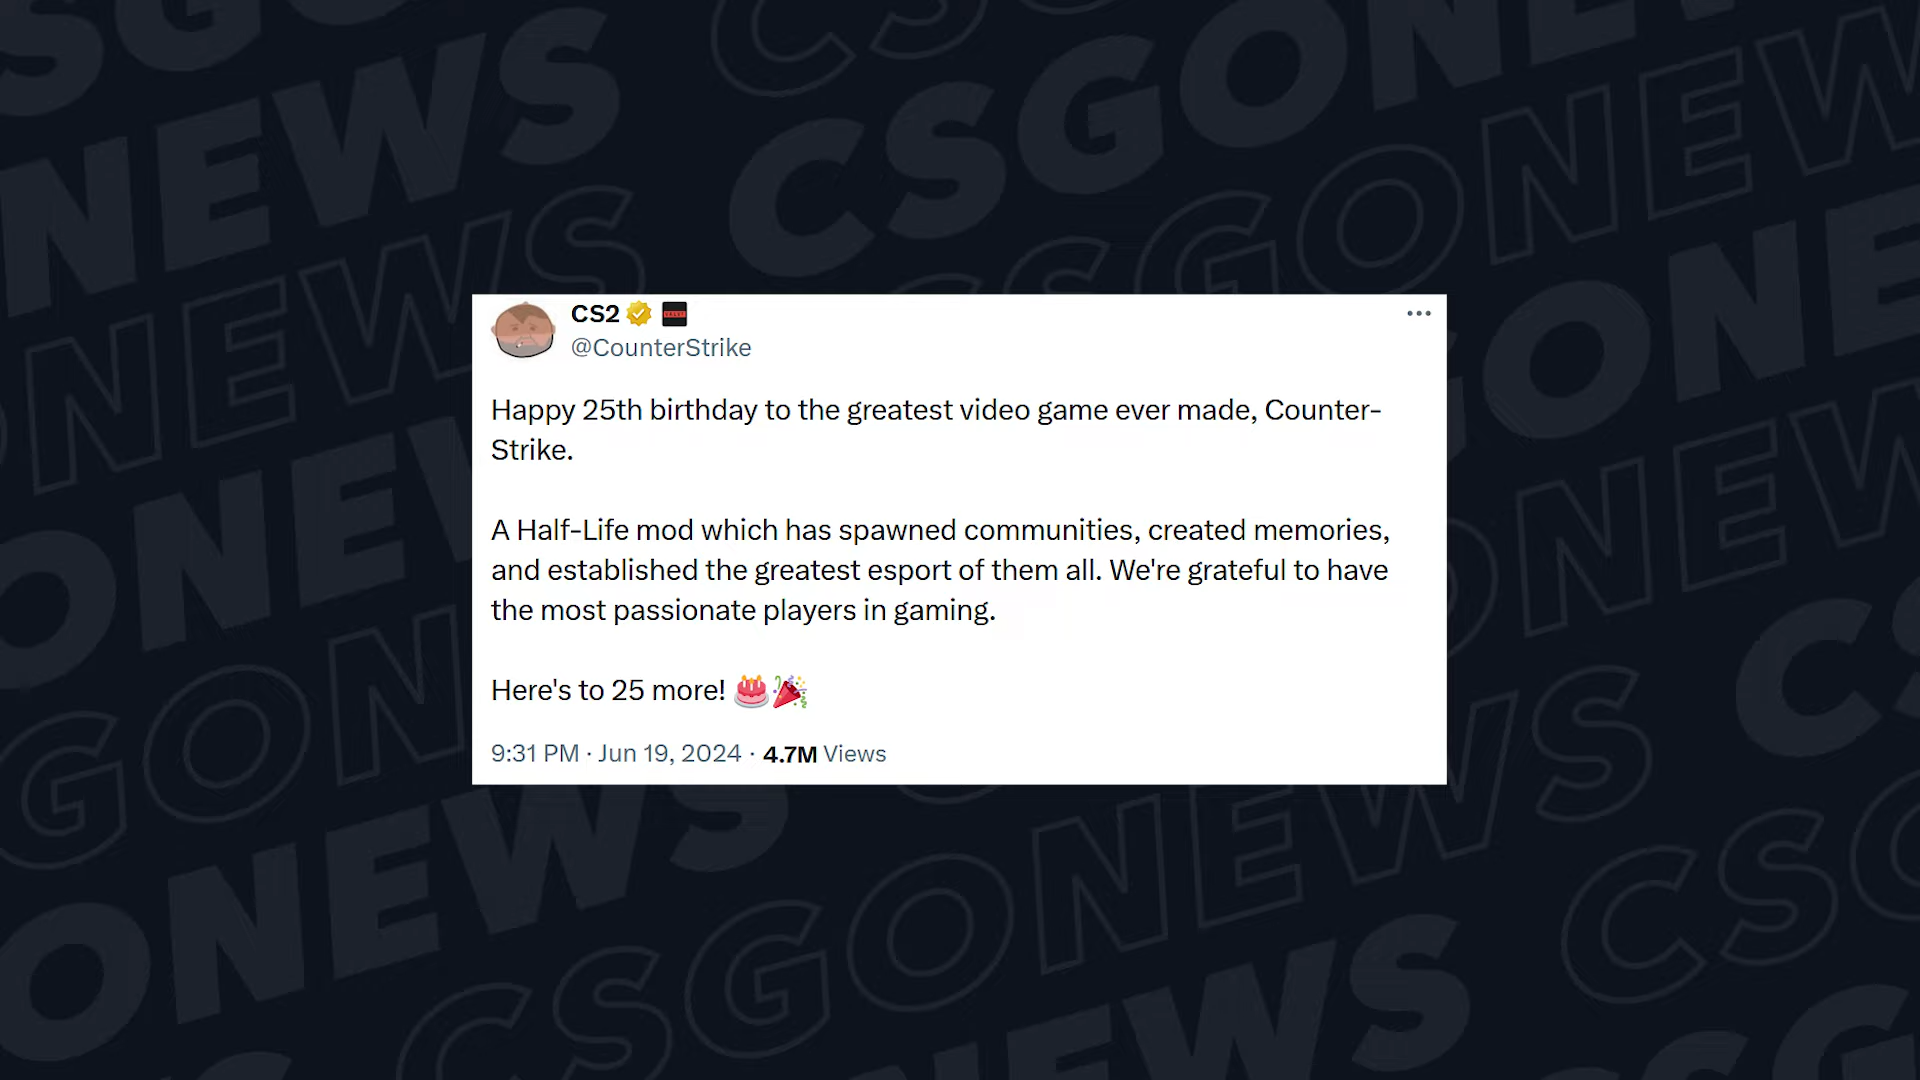 CSGONEWS
CS2
@CounterStrike
Happy 25th birthday to the greatest video game ever made, Counter-
Strike.
A Half-Life mod which has spawned communities, created memories,
and established the greatest esport of them all. We're grateful to have
the most passionate players in gaming.
Here's to 25 more!
9:31 PM · Jun 19, 2024 · 4.7M Views